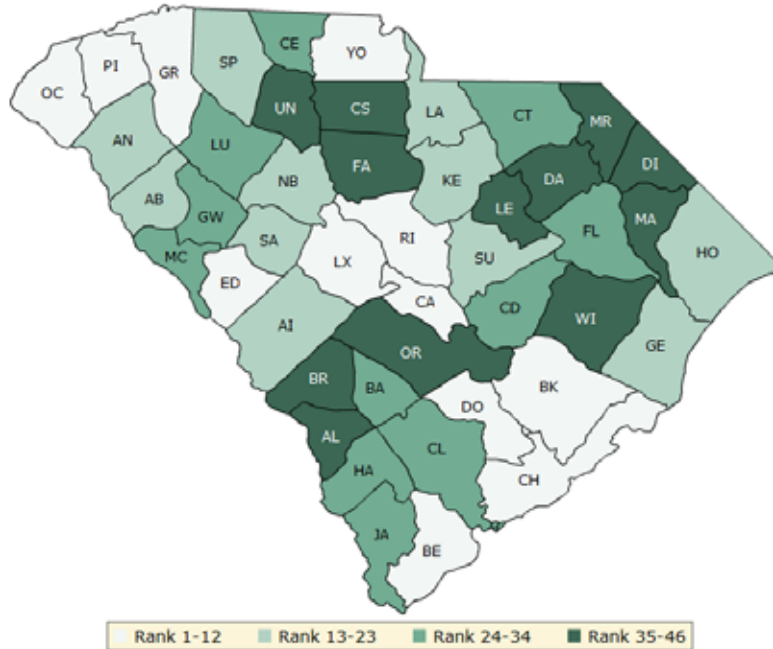 CE
YO
SP
GR
PI
OC
UN
CS
LA
CT
MR
AN
LU
DI
FA
KE
DA
NB
AB
GW
LE
MA
SA
RI
FL
HO
MC
LX
SU
ED
CA
CD
WI
AI
GE
OR
BR
BA
BK
DO
AL
CL
HA
CH
JA
BE
Rank 1-12 Rank 13-23 Rank 24-34 Rank 35-46